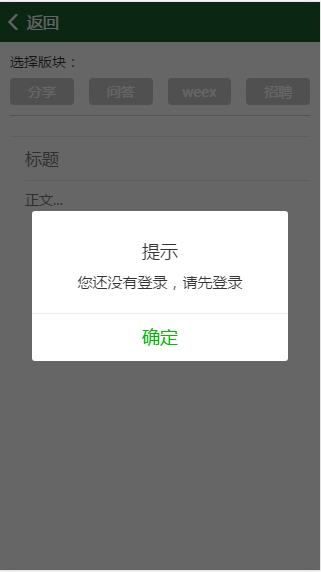 返回
选择版块：
分享 问答 weex 招聘
标题
正文...
提示
您还没有登录，请先登录
确定